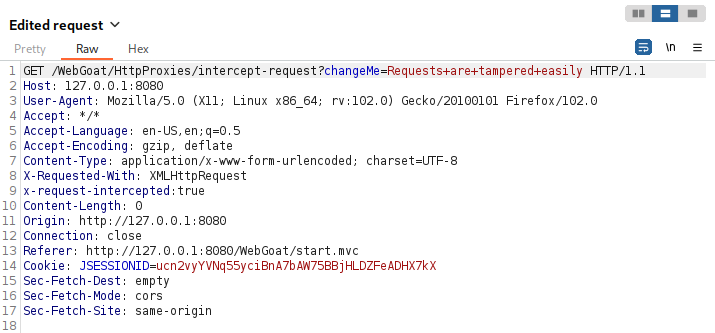 Edited request
Pretty Raw Hex \n
1 GET /WebGoat/HttpProxies/intercept-request?changeMe=Requests+are+tampered+easily HTTP/1.1
2 Host: 127.0.0.1:8080
3 User-Agent: Mozilla/5.0 (X11; Linux x86_64; rv:102.0) Gecko/20100101 Firefox/102.0
4 Accept: */*
5 Accept-Language: en-US,en;q=0.5
6 Accept-Encoding: gzip, deflate
7 Content-Type: application/x-www-form-urlencoded; charset=UTF-8
8 X-Requested-With: XMLHttpRequest
9 x-request-intercepted:true
10 Content-Length: 0
11 Origin: http://127.0.0.1:8080
12 Connection: close
13 Referer: http://127.0.0.1:8080/WebGoat/start.mvc
14 Cookie: JSESSIONID=ucn2vyYVNq55yciBnA7bAW75BBjHLDZFeADHX7kX
15 Sec-Fetch-Dest: empty
16 Sec-Fetch-Mode: cors
17 Sec-Fetch-Site: same-origin
18